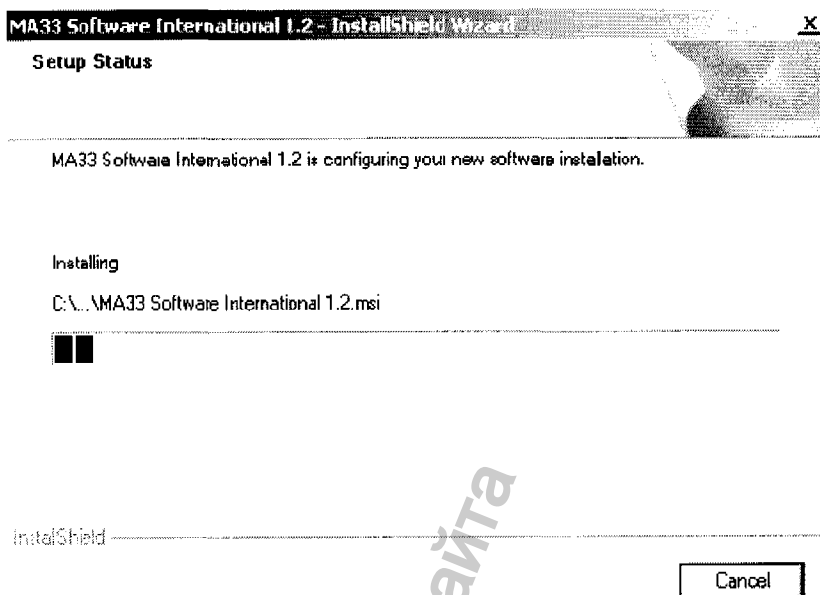 MA33 Software International 1.2 - InstallShield Wizard
X
Setup Status
MA33 Software International 1.2 is configuring your new software installation.
Installing
C:\...\MA33 Software International 1.2.msi
InstallShield
айта
Cancel